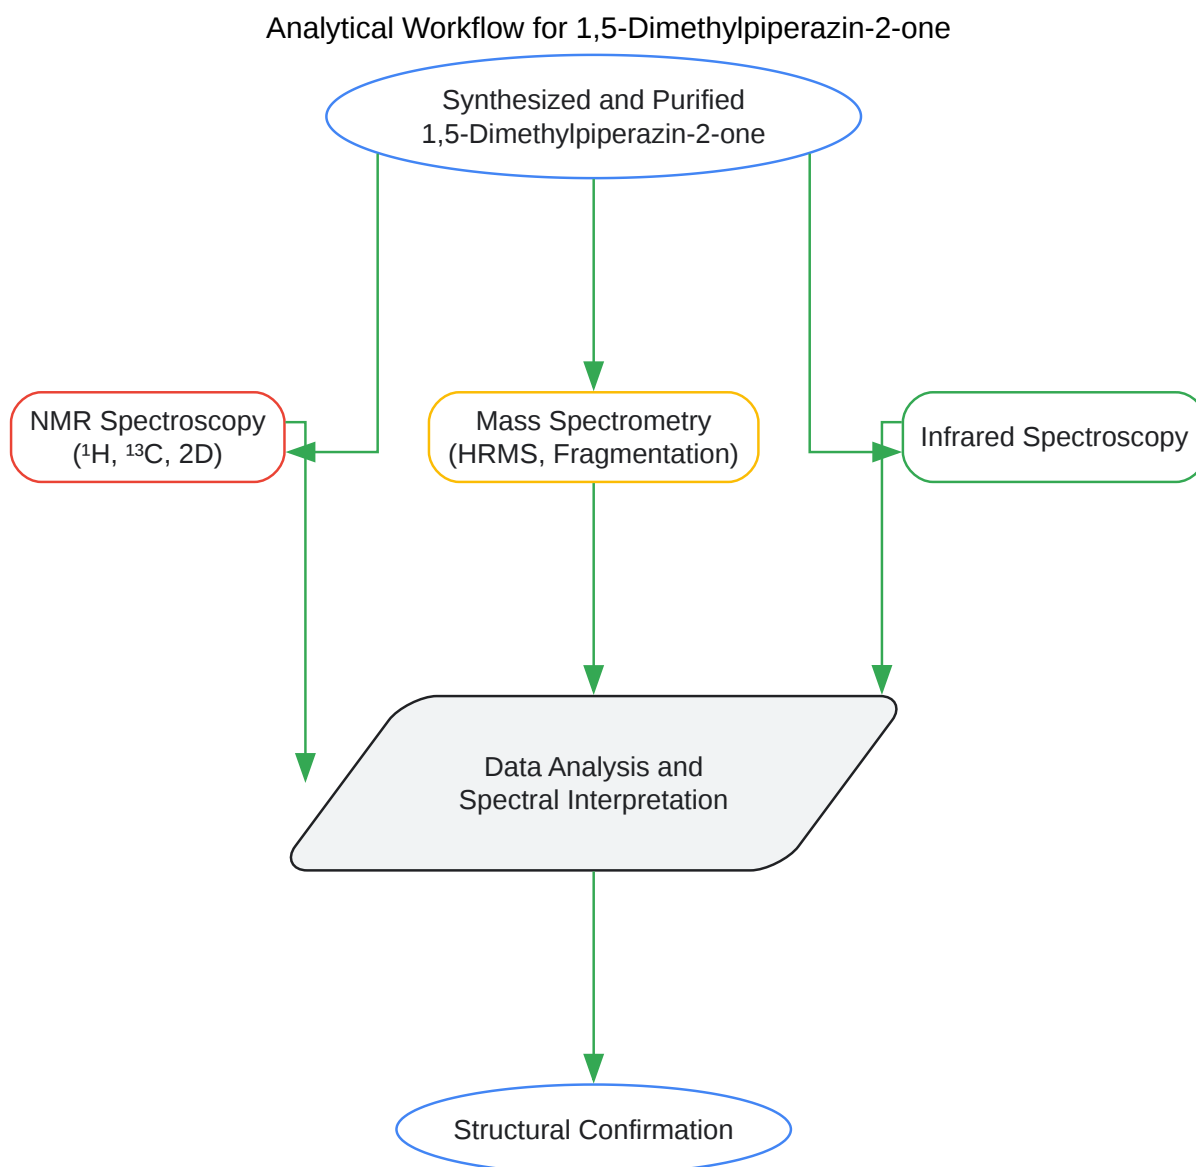 Analytical Workflow for 1,5-Dimethylpiperazin-2-one
Synthesized and Purified
1,5-Dimethylpiperazin-2-one
NMR Spectroscopy
(¹H, ¹³C, 2D)
Mass Spectrometry
(HRMS, Fragmentation)
Infrared Spectroscopy
Data Analysis and
Spectral Interpretation
Structural Confirmation